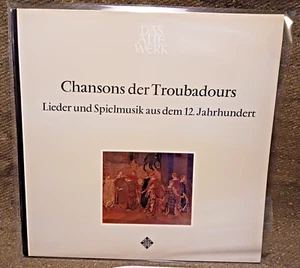 DAS
ALTE
WERK
Chansons der Troubadours
Lieder und Spielmusik aus dem 12. Jahrhundert